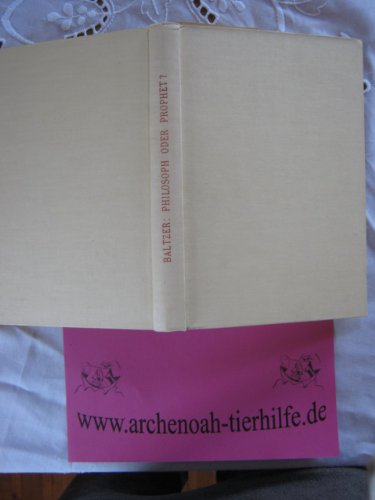 BALTZER: PHILOSOPH ODER PROPHET?
www.archenoah-tierhilfe.de